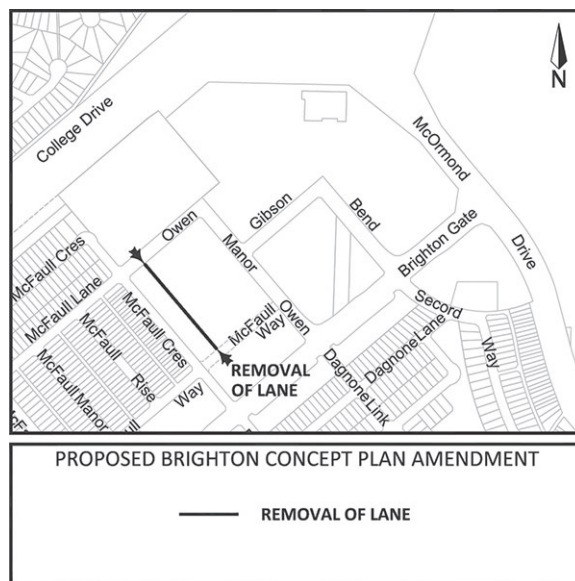 N
College Drive
McOrmond
Drive
Gibson
Bend
Owen
Manor
Brighton Gate
McFaull Cres
McFaull Lane
McFaull Cres
McFaull
Way
Owen
Secord
Way
McFaull
Rise
REMOVAL
OF LANE
Dagnone Lane
Dagnone
Link
McFaull
Manor
Way
PROPOSED BRIGHTON CONCEPT PLAN AMENDMENT
REMOVAL OF LANE